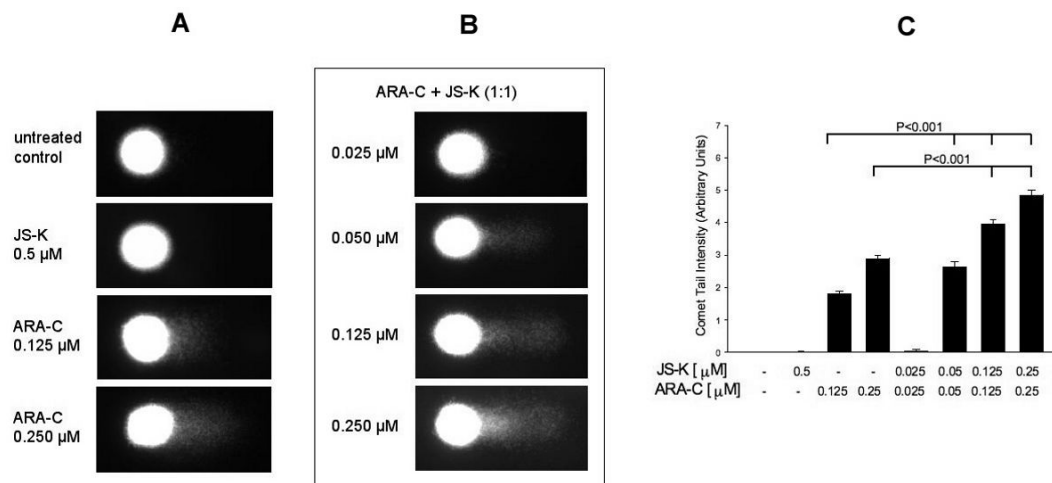 A
B
C
untreated
control
JS-K
0.5 µM
ARA-C
0.125 µM
ARA-C
0.250 µM
ARA-C + JS-K (1:1)
0.025 µM
0.050 µM
0.125 µM
0.250 µM
Comet Tail Intensity (Arbitrary Units)
7
6
5
4
3
2
1
0
P<0.001
P<0.001
JS-K [ µM] - 0.5 - - 0.025 0.05 0.125 0.25
ARA-C [ µM] - - 0.125 0.25 0.025 0.05 0.125 0.25